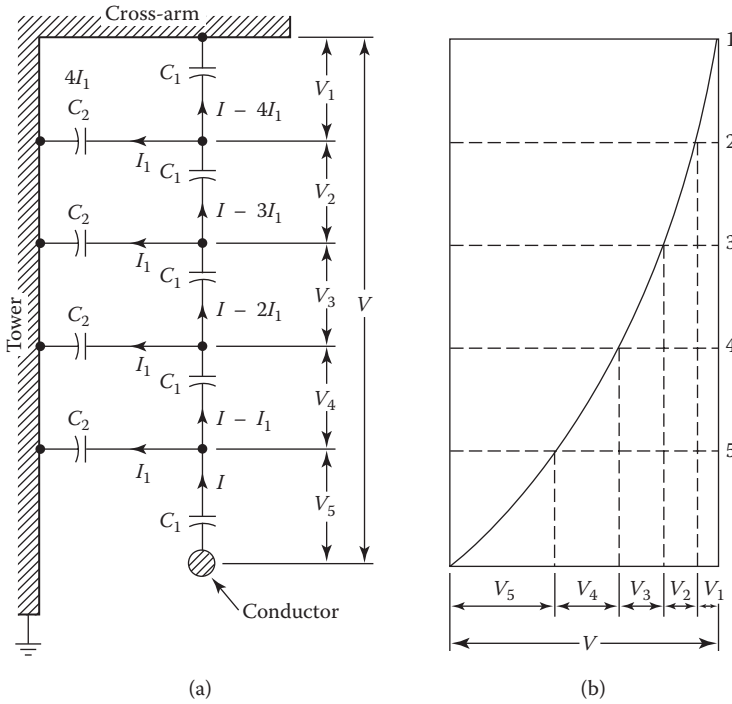 Cross-arm
Tower
4I₁
C₁
V₁
I – 4I₁
C₂
I₁
C₁
V₂
I – 3I₁
C₂
I₁
C₁
V₃
V
I – 2I₁
C₂
I₁
C₁
V₄
I – I₁
C₂
I₁
I
V₅
C₁
Conductor
(a)
1
2
3
4
5
V₅ V₄ V₃ V₂ V₁
V
(b)